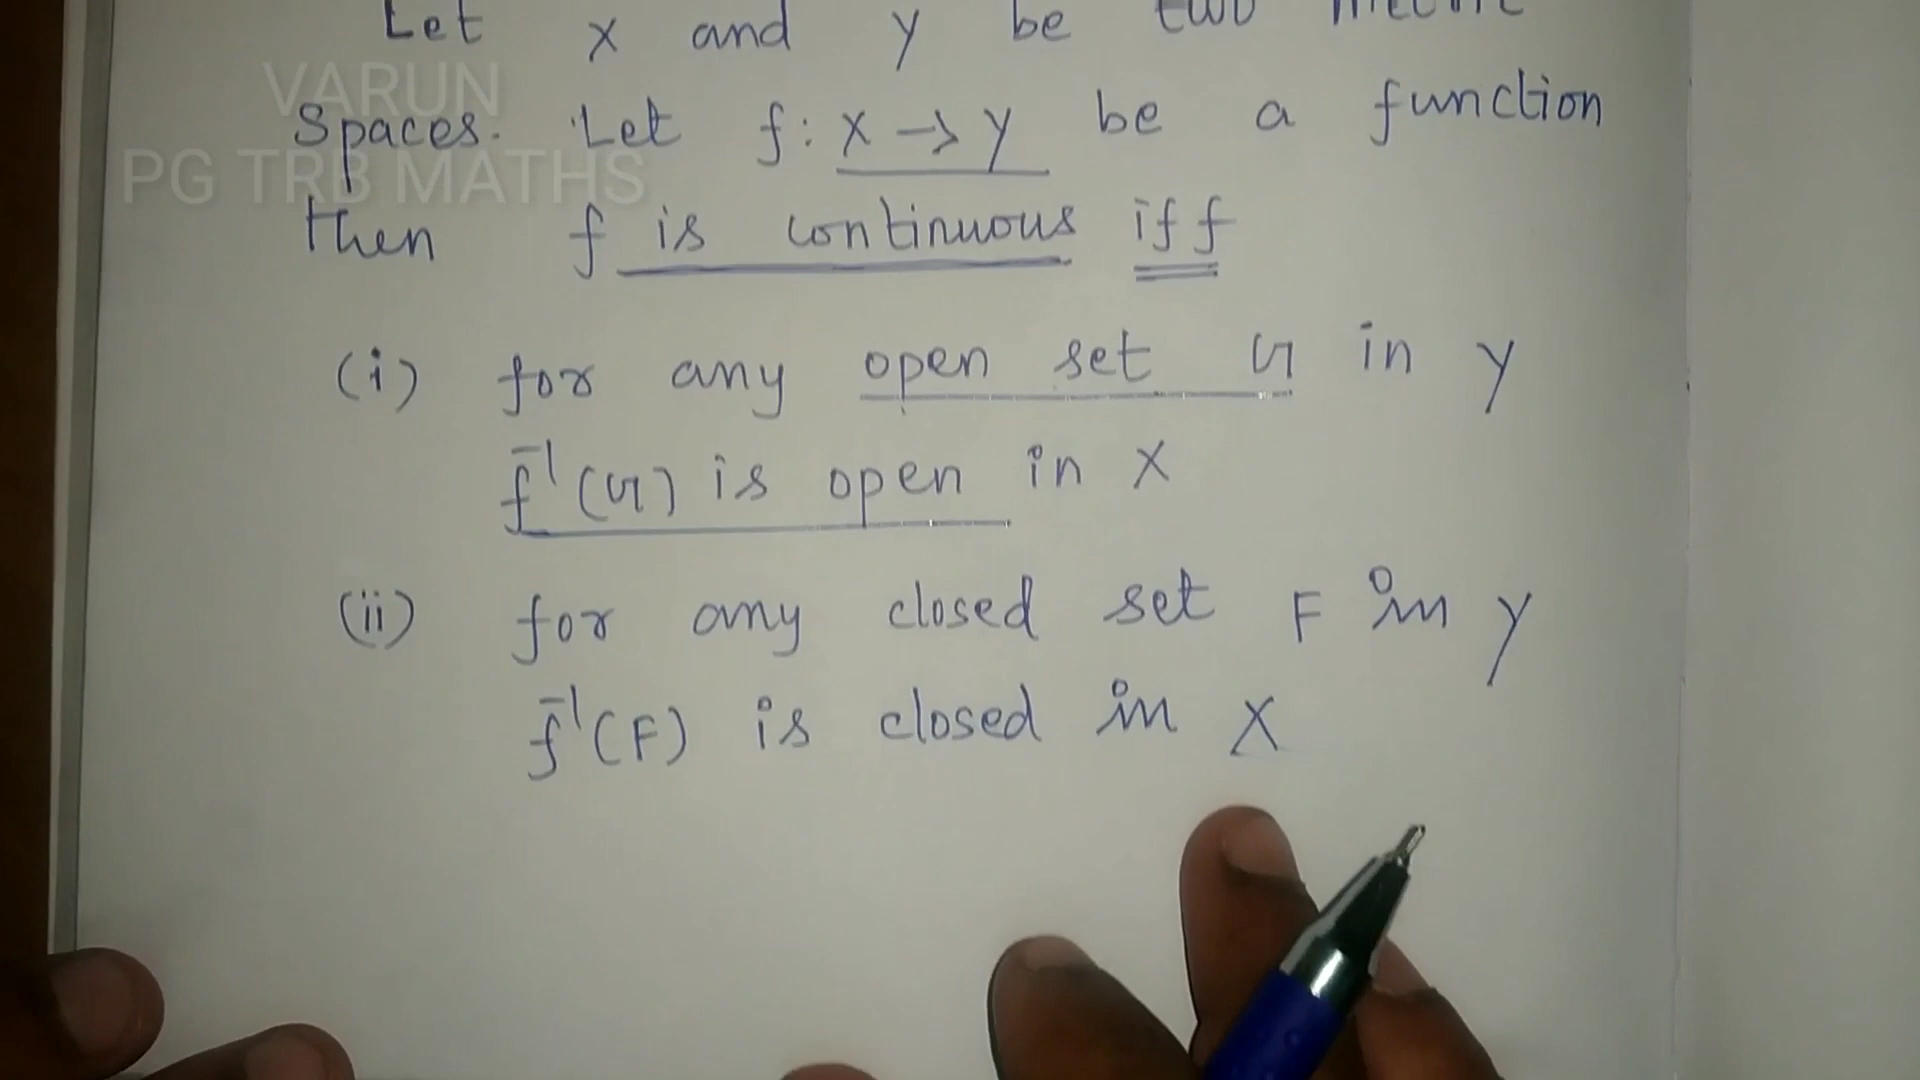 Let x and y be two metric
VARUN
Spaces. Let f: x → y be a function
PG TRB MATHS
then f is continuous iff
(i) for any open set G in y
f⁻¹(G) is open in X
(ii) for any closed set F in y
f⁻¹(F) is closed in X